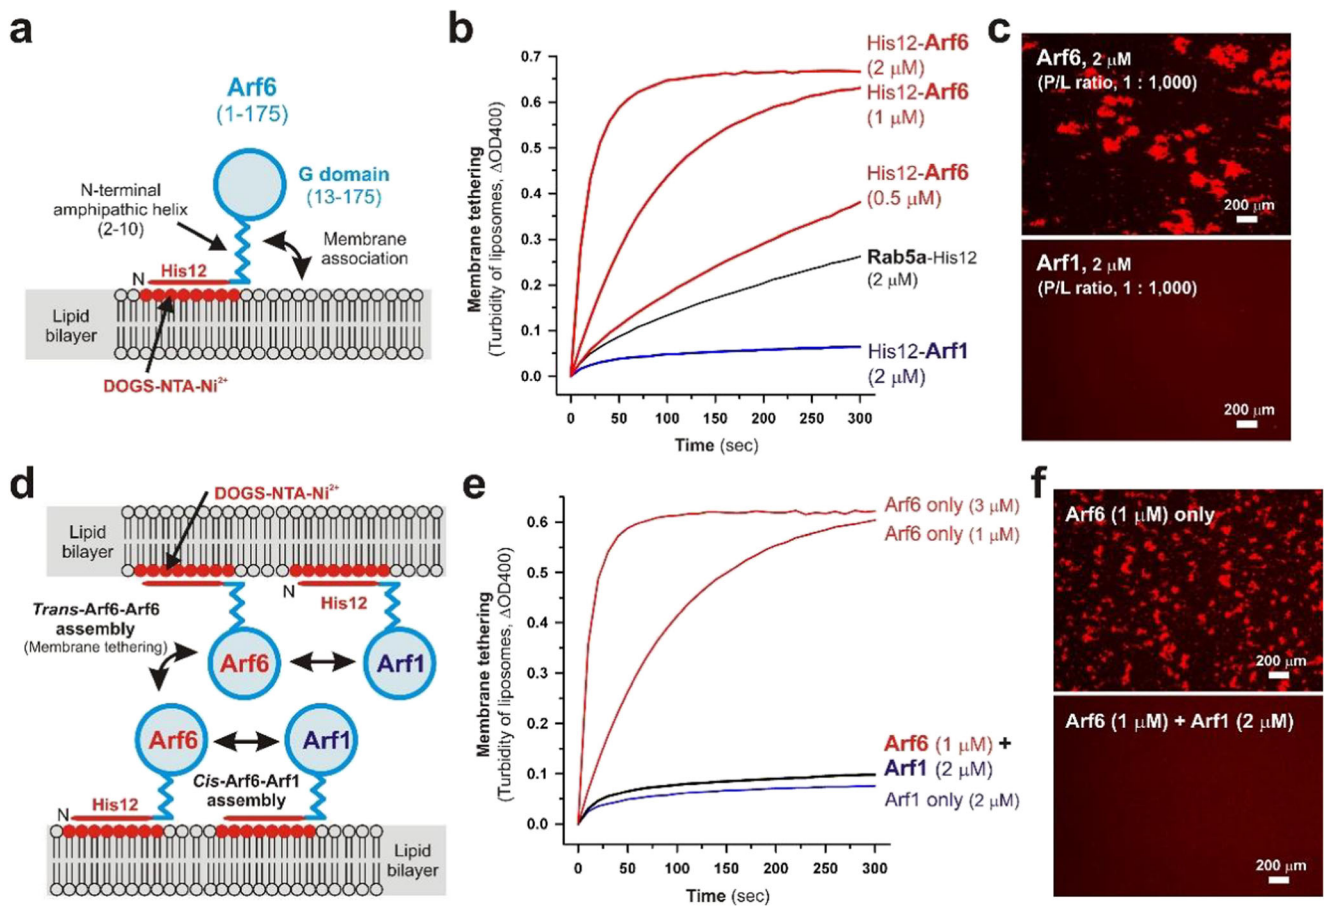 a
Arf6
(1-175)
G domain
(13-175)
N-terminal
amphipathic helix
(2-10)
Membrane
association
N
His12
Lipid
bilayer
DOGS-NTA-Ni²⁺
b
Membrane tethering
(Turbidity of liposomes, ΔOD400)
0.7
0.6
0.5
0.4
0.3
0.2
0.1
0.0
0
50
100
150
200
250
300
Time (sec)
His12-Arf6
(2 μM)
His12-Arf6
(1 μM)
His12-Arf6
(0.5 μM)
Rab5a-His12
(2 μM)
His12-Arf1
(2 μM)
c
Arf6, 2 μM
(P/L ratio, 1 : 1,000)
200 μm
Arf1, 2 μM
(P/L ratio, 1 : 1,000)
200 μm
d
DOGS-NTA-Ni²⁺
Lipid
bilayer
N
His12
Trans-Arf6-Arf6
assembly
(Membrane tethering)
Arf6
Arf1
Arf6
Arf1
Cis-Arf6-Arf1
assembly
N
His12
Lipid
bilayer
e
Membrane tethering
(Turbidity of liposomes, ΔOD400)
0.6
0.5
0.4
0.3
0.2
0.1
0.0
0
50
100
150
200
250
300
Time (sec)
Arf6 only (3 μM)
Arf6 only (1 μM)
Arf6 (1 μM) +
Arf1 (2 μM)
Arf1 only (2 μM)
f
Arf6 (1 μM) only
200 μm
Arf6 (1 μM) + Arf1 (2 μM)
200 μm